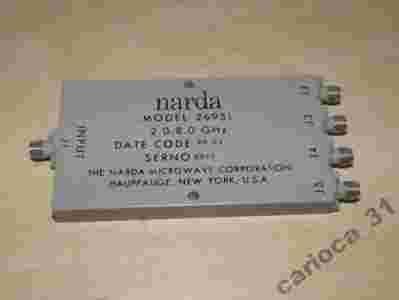 narda
MODEL 26951
2.0-8.0 GHz
DATE CODE
SERNO
THE NARDA MICROWAVE CORPORATION
HAUPPAUGE, NEW YORK, U.S.A.
INPUT
J1
J2
J3
J4
J5
carioca_31